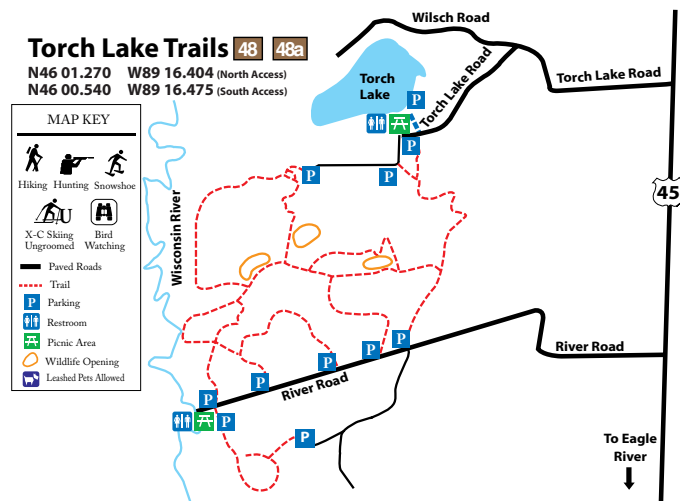 Torch Lake Trails 48 48a
N46 01.270 W89 16.404 (North Access)
N46 00.540 W89 16.475 (South Access)
MAP KEY
Hiking Hunting Snowshoe
X-C Skiing
Ungroomed
Bird
Watching
Paved Roads
Trail
P Parking
Restroom
Picnic Area
Wildlife Opening
Leashed Pets Allowed
Wilsch Road
Torch Lake Road
Torch
Lake
P
Torch Lake Road
P
P
P
45
Wisconsin River
P
P
P
P
P
River Road
River Road
P
P
To Eagle
River